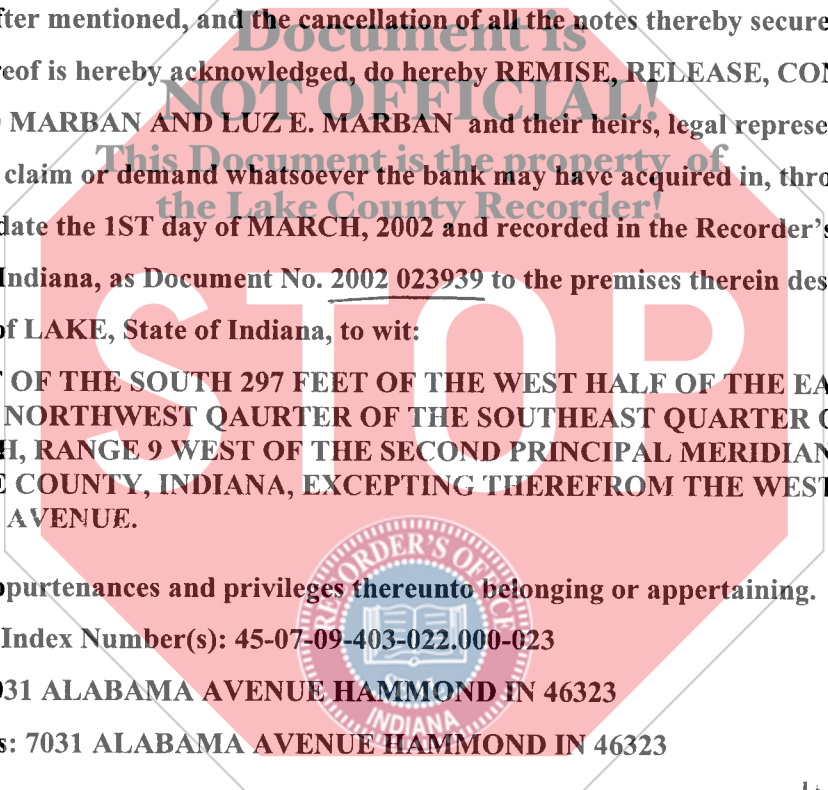 fter mentioned, and the cancellation of all the notes thereby secure
Document is
reof is hereby acknowledged, do hereby REMISE, RELEASE, CON
NOT OFFICIAL!
MARBAN AND LUZ E. MARBAN and their heirs, legal represe
This Document is the property of
claim or demand whatsoever the bank may have acquired in, thro
the Lake County Recorder!
date the 1ST day of MARCH, 2002 and recorded in the Recorder's
Indiana, as Document No. 2002 023939 to the premises therein des
of LAKE, State of Indiana, to wit:
STOP
OF THE SOUTH 297 FEET OF THE WEST HALF OF THE EA
NORTHWEST QAURTER OF THE SOUTHEAST QUARTER O
H, RANGE 9 WEST OF THE SECOND PRINCIPAL MERIDIAN
E COUNTY, INDIANA, EXCEPTING THEREFROM THE WEST
AVENUE.
ppurtenances and privileges thereunto belonging or appertaining.
Index Number(s): 45-07-09-403-022.000-023
031 ALABAMA AVENUE HAMMOND IN 46323
s: 7031 ALABAMA AVENUE HAMMOND IN 46323
RECORDER'S OFFICE
SEAL
INDIANA